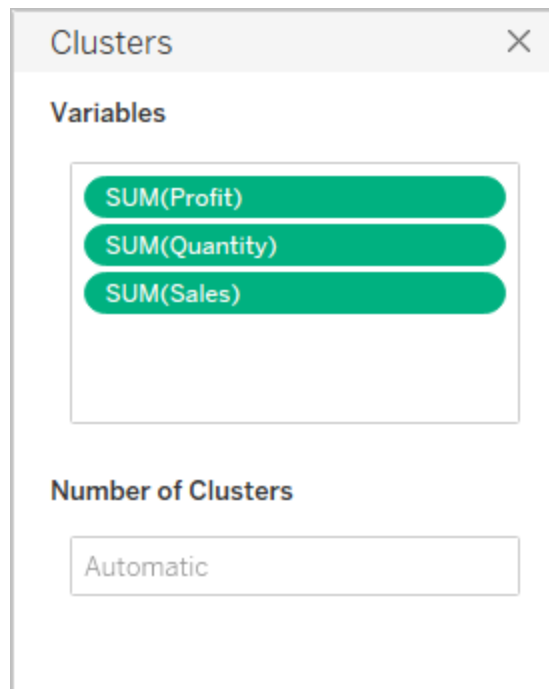 Clusters
Variables
SUM(Profit)
SUM(Quantity)
SUM(Sales)
Number of Clusters
Automatic